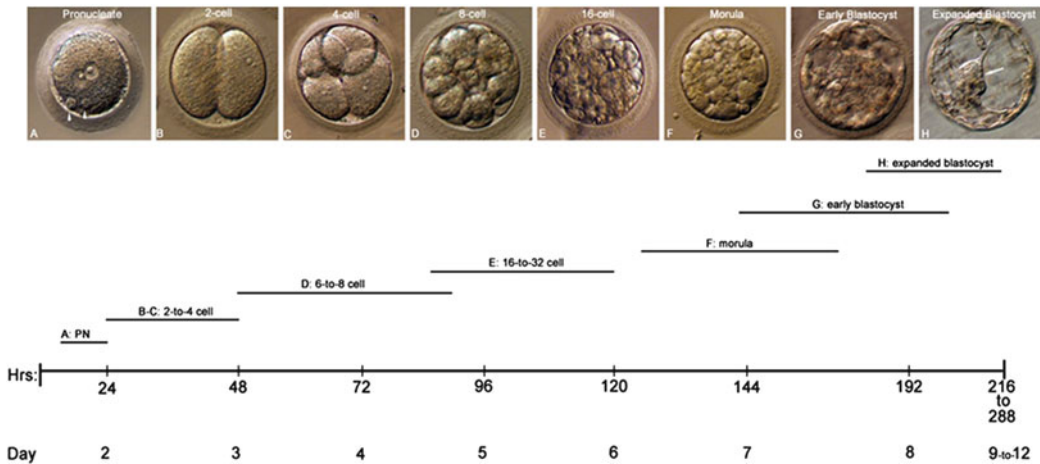 Pronucleate 2-cell 4-cell 8-cell 16-cell Morula Early Blastocyst Expanded Blastocyst
A B C D E F G H
H: expanded blastocyst
G: early blastocyst
F: morula
E: 16-to-32 cell
D: 6-to-8 cell
B-C: 2-to-4 cell
A: PN
Hrs: 24 48 72 96 120 144 192 216
to
288
Day 2 3 4 5 6 7 8 9-to-12